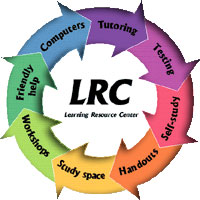 LRC
Learning Resource Center
Computers
Tutoring
Testing
Self-study
Handouts
Study space
Workshops
Friendly
help